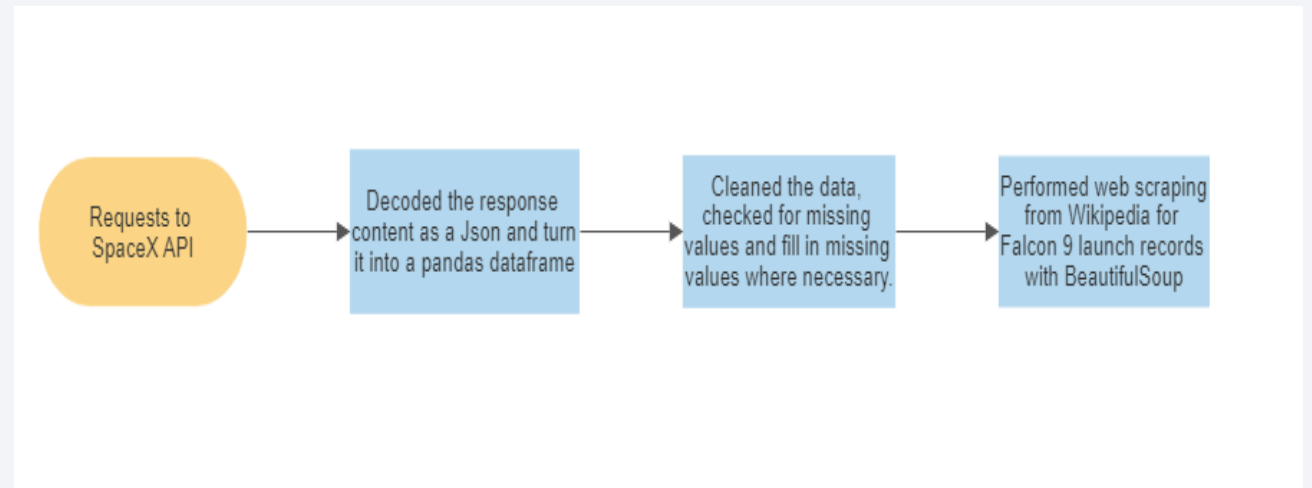 Requests to
SpaceX API
Decoded the response
content as a Json and turn
it into a pandas dataframe
Cleaned the data,
checked for missing
values and fill in missing
values where necessary.
Performed web scraping
from Wikipedia for
Falcon 9 launch records
with BeautifulSoup